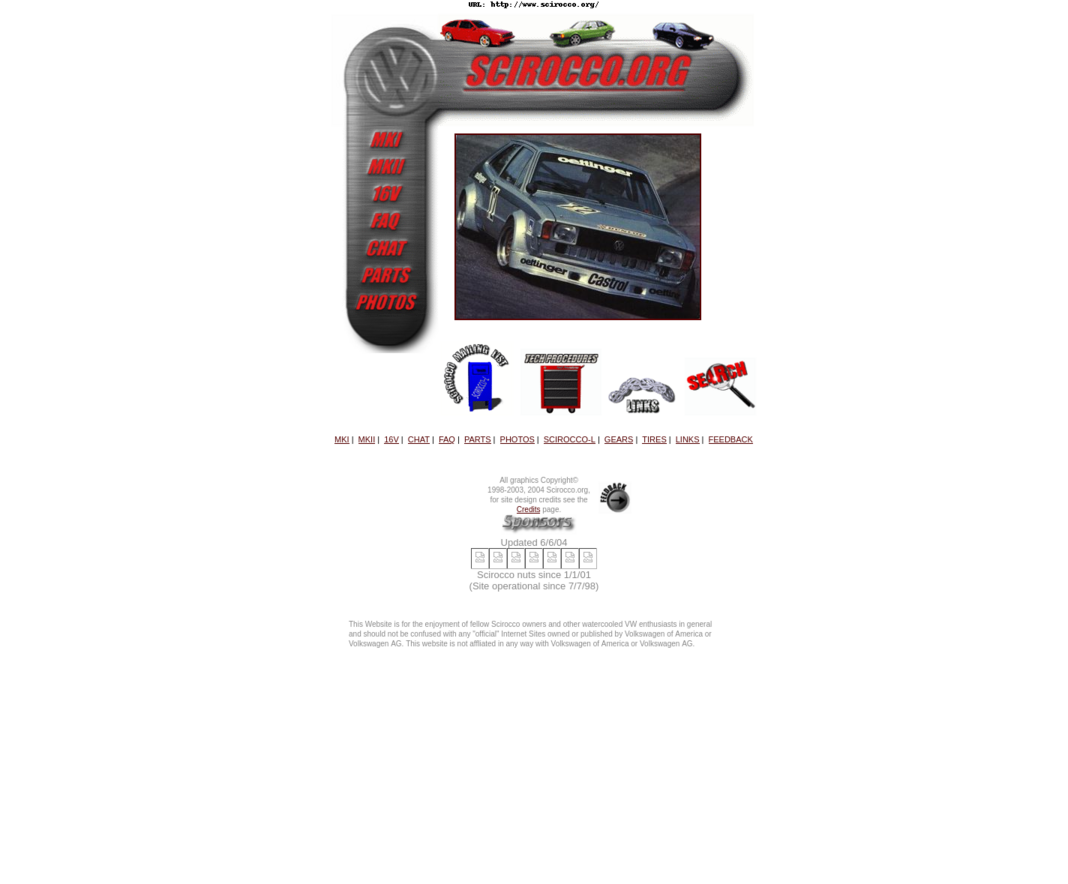 URL: http://www.scirocco.org/
SCIROCCO.ORG
MKI
MKII
16V
FAQ
CHAT
PARTS
PHOTOS
oettinger
oettinger Castrol
SCIROCCO MAILING LIST
TECH PROCEDURES
LINKS
SEARCH
MKI | MKII | 16V | CHAT | FAQ | PARTS | PHOTOS | SCIROCCO-L | GEARS | TIRES | LINKS | FEEDBACK
All graphics Copyright©
1998-2003, 2004 Scirocco.org,
for site design credits see the
Credits page.
FEEDBACK
Sponsors
Updated 6/6/04
Scirocco nuts since 1/1/01
(Site operational since 7/7/98)
This Website is for the enjoyment of fellow Scirocco owners and other watercooled VW enthusiasts in general
and should not be confused with any "official" Internet Sites owned or published by Volkswagen of America or
Volkswagen AG. This website is not affliated in any way with Volkswagen of America or Volkswagen AG.